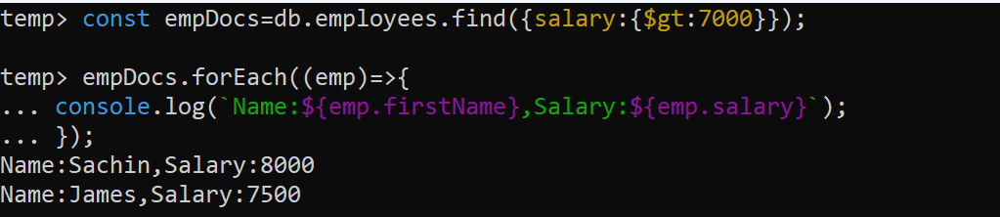 temp> const empDocs=db.employees.find({salary:{$gt:7000}});
temp> empDocs.forEach((emp)=>{
... console.log(`Name:${emp.firstName},Salary:${emp.salary}`);
... });
Name:Sachin,Salary:8000
Name:James,Salary:7500